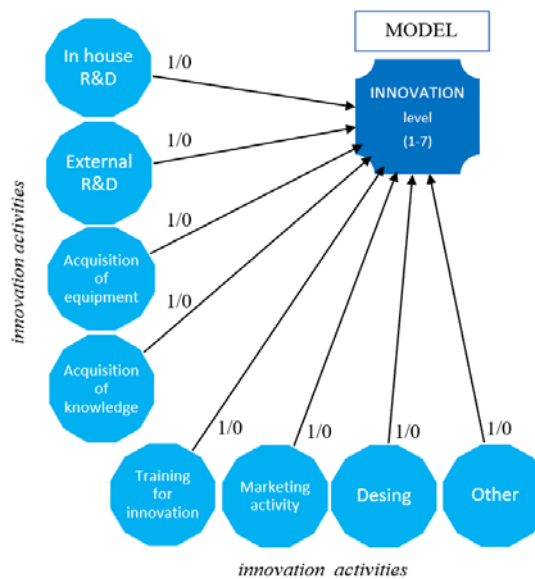 MODEL
In house
R&D
1/0
INNOVATION
level
(1-7)
External
R&D
1/0
Acquisition
of
equipment
1/0
Acquisition
of
knowledge
1/0
innovation activities
Training
for
innovation
1/0
Marketing
activity
1/0
Desing
1/0
Other
1/0
innovation activities